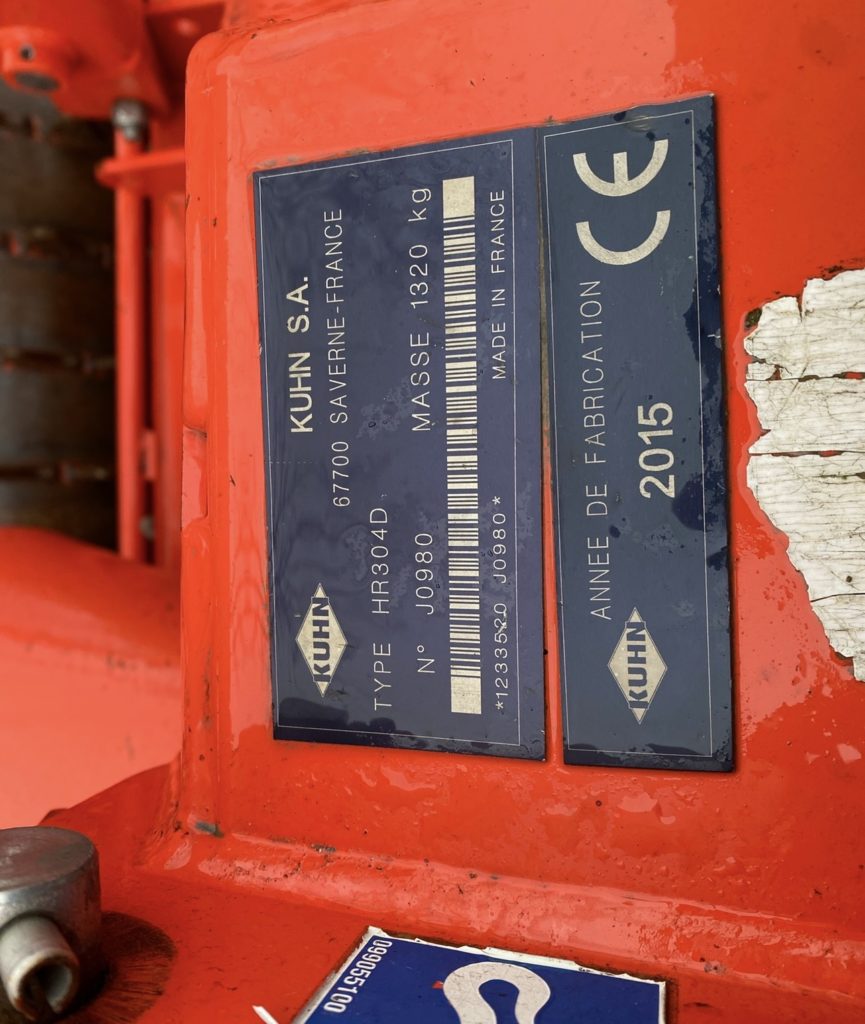 KUHN S.A.
67700 SAVERNE-FRANCE
KUHN
TYPE HR304D
N° J0980 MASSE 1320 kg
*1233520 J0980* MADE IN FRANCE
ANNEE DE FABRICATION CE
KUHN
2015
099055100